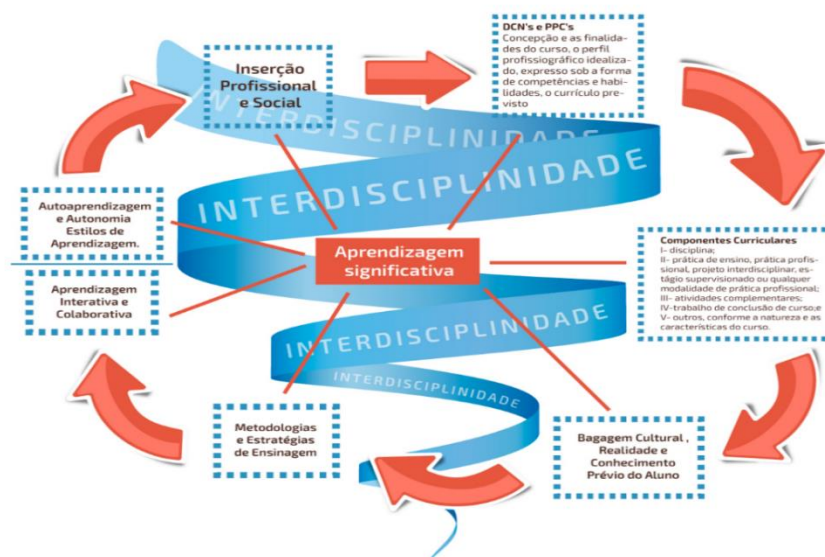 Inserção
Profissional
e Social
DCN's e PPC's
Concepção e as finalida-
des do curso, o perfil
profissiográfico idealiza-
do, expresso sob a forma
de competências e habi-
lidades, o currículo pre-
visto
INTERDISCIPLINIDADE
INTERDISCIPLINIDADE
Autoaprendizagem
e Autonomia
Estilos de
Aprendizagem.
Aprendizagem
Interativa e
Colaborativa
Aprendizagem
significativa
Componentes Curriculares
I- disciplina;
II- prática de ensino, prática profis-
sional, projeto interdisciplinar, es-
tágio supervisionado ou qualquer
modalidade de prática profissional;
III- atividades complementares;
IV-trabalho de conclusão de curso;e
V- outros, conforme a natureza e as
características do curso.
INTERDISCIPLINIDADE
INTERDISCIPLINIDADE
Metodologias
e Estratégias
de Ensinagem
Bagagem Cultural ,
Realidade e
Conhecimento
Prévio do Aluno